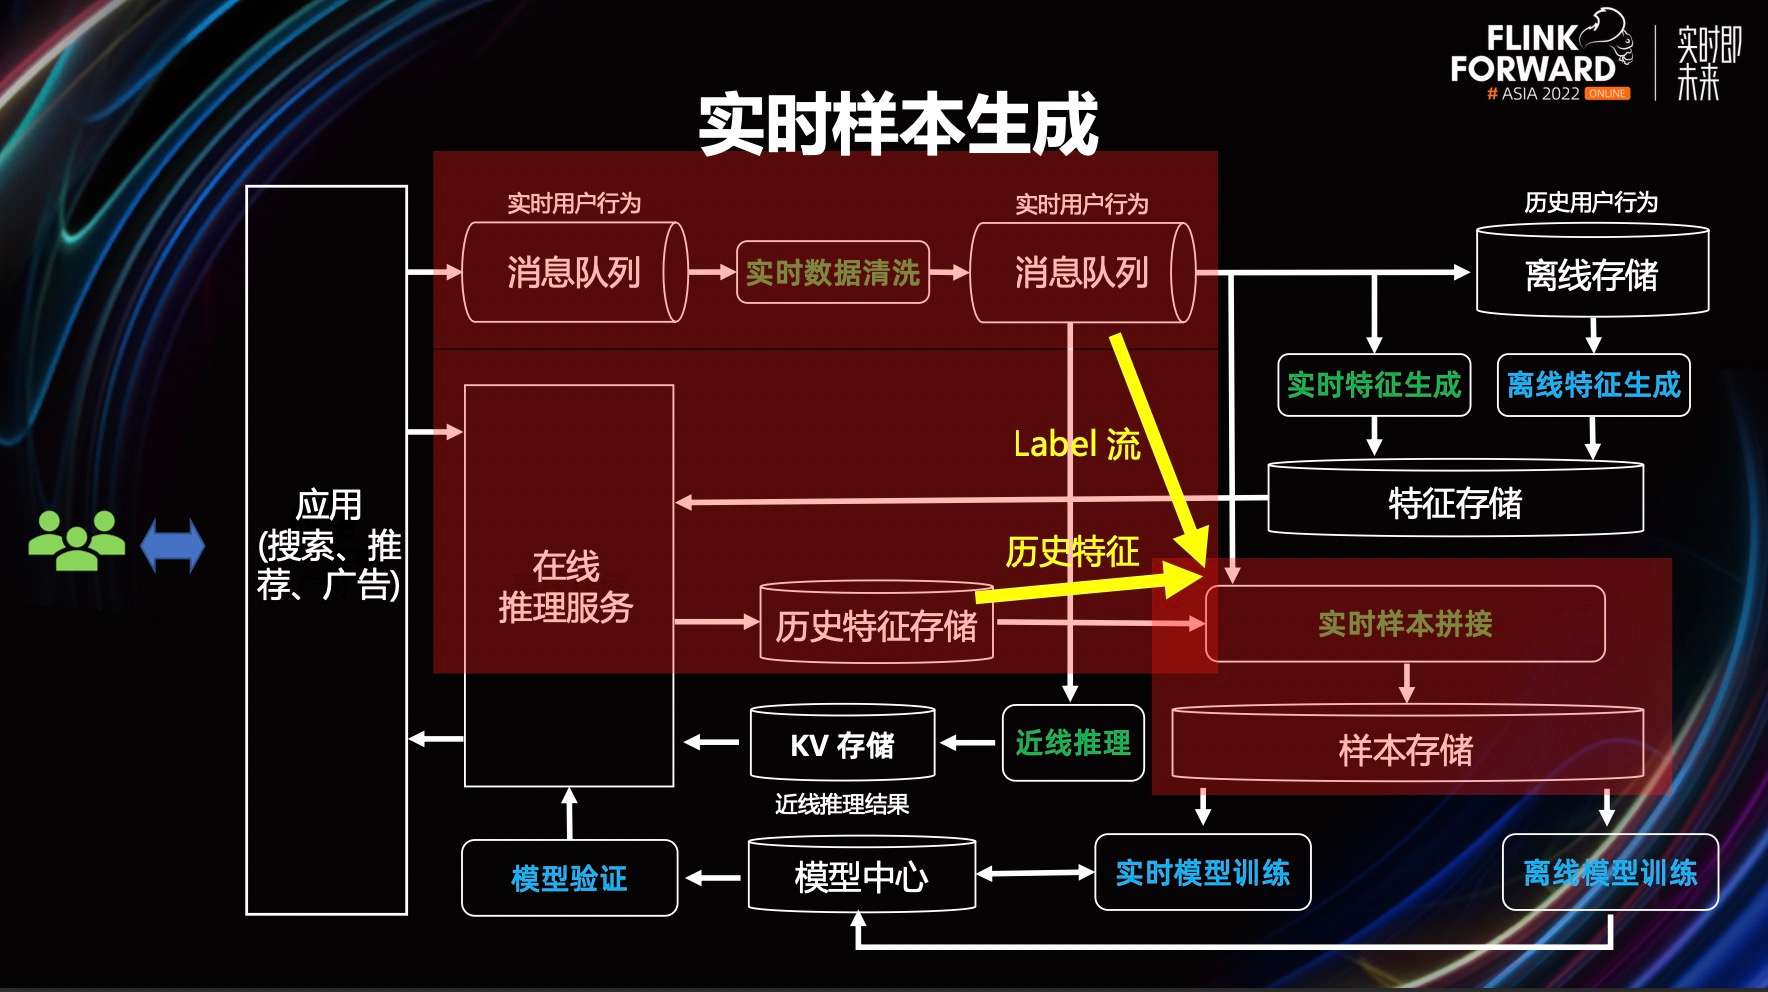 FLINK
FORWARD
# ASIA 2022 ONLINE
实时即
未来
实时样本生成
实时用户行为
实时用户行为
历史用户行为
消息队列
实时数据清洗
消息队列
离线存储
实时特征生成
离线特征生成
Label 流
特征存储
应用
(搜索、推
荐、广告)
历史特征
在线
推理服务
历史特征存储
实时样本拼接
KV 存储
近线推理
样本存储
近线推理结果
模型验证
模型中心
实时模型训练
离线模型训练